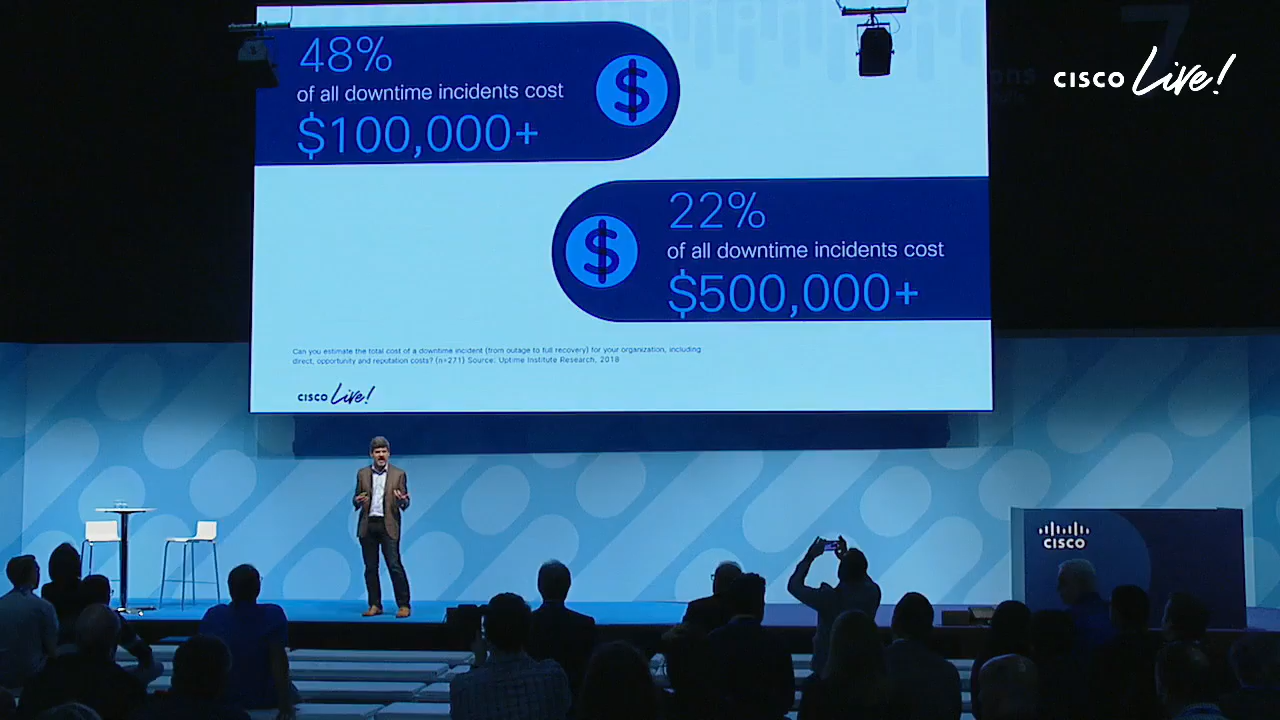 48%
of all downtime incidents cost
$100,000+
CISCO Live!
22%
of all downtime incidents cost
$500,000+
Can you estimate the total cost of a downtime incident (from outage to full recovery) for your organization, including
direct, opportunity and reputation costs? (n=271) Source: Uptime Institute Research, 2018
CISCO Live!
CISCO
7